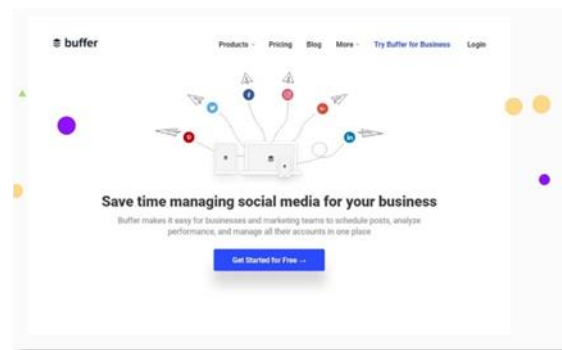 buffer
Products Pricing Blog More Try Buffer for Business Login
Save time managing social media for your business
Buffer makes it easy for businesses and marketing teams to schedule posts, analyze
performance, and manage all their accounts in one place
Get Started for Free →